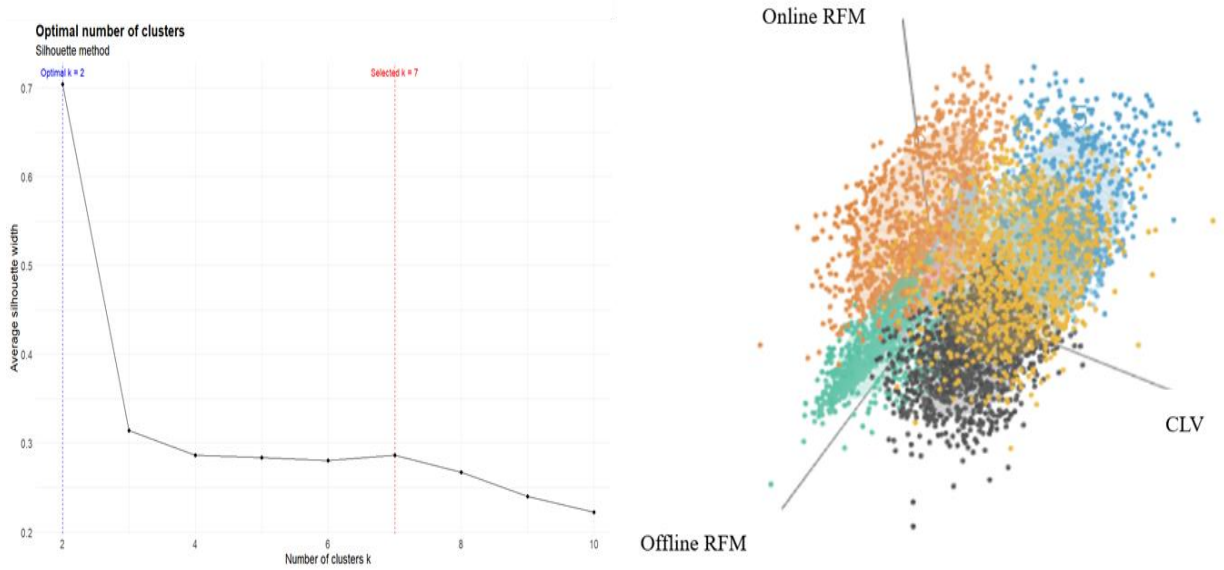 Optimal number of clusters
Silhouette method
Optimal k = 2
Selected k = 7
0.7
0.6
0.5
0.4
0.3
0.2
Average silhouette width
2
4
6
8
10
Number of clusters k
Online RFM
CLV
Offline RFM